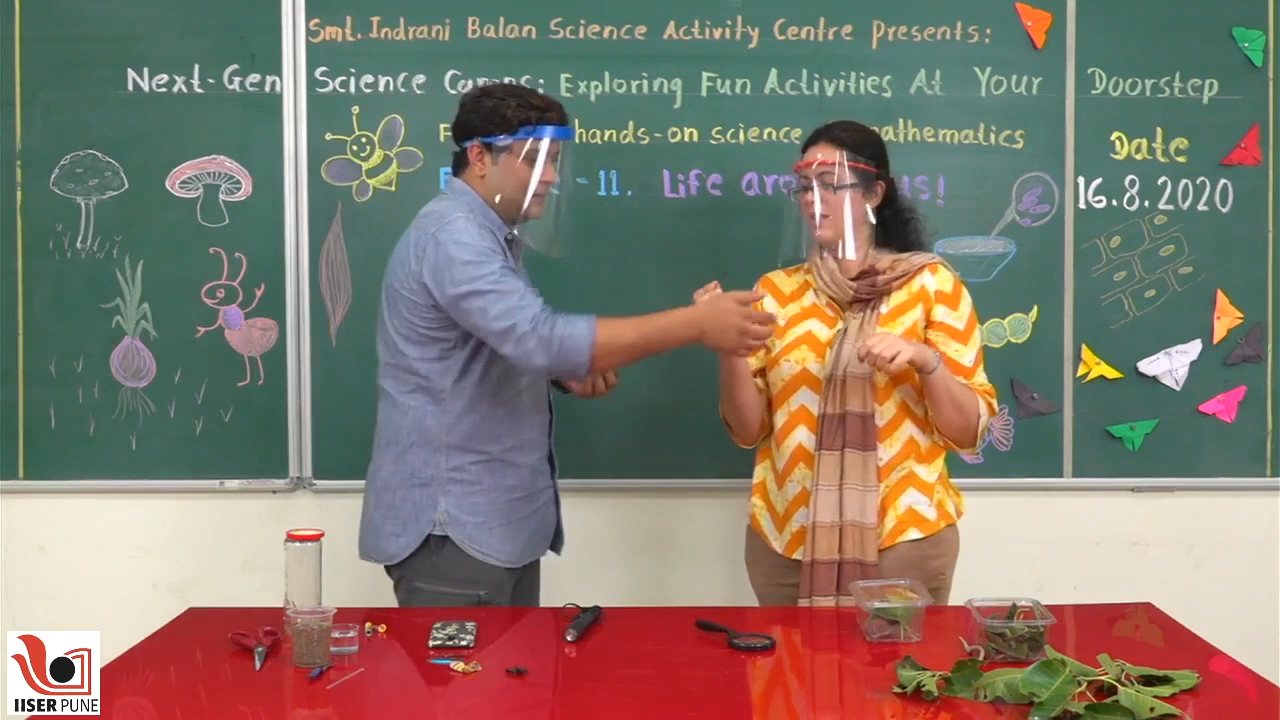 Smt. Indrani Balan Science Activity Centre presents:
Next-Gen Science Camps: Exploring Fun Activities At Your Doorstep
hands-on science mathematics
Date
-11. Life
16.8.2020
IISER PUNE